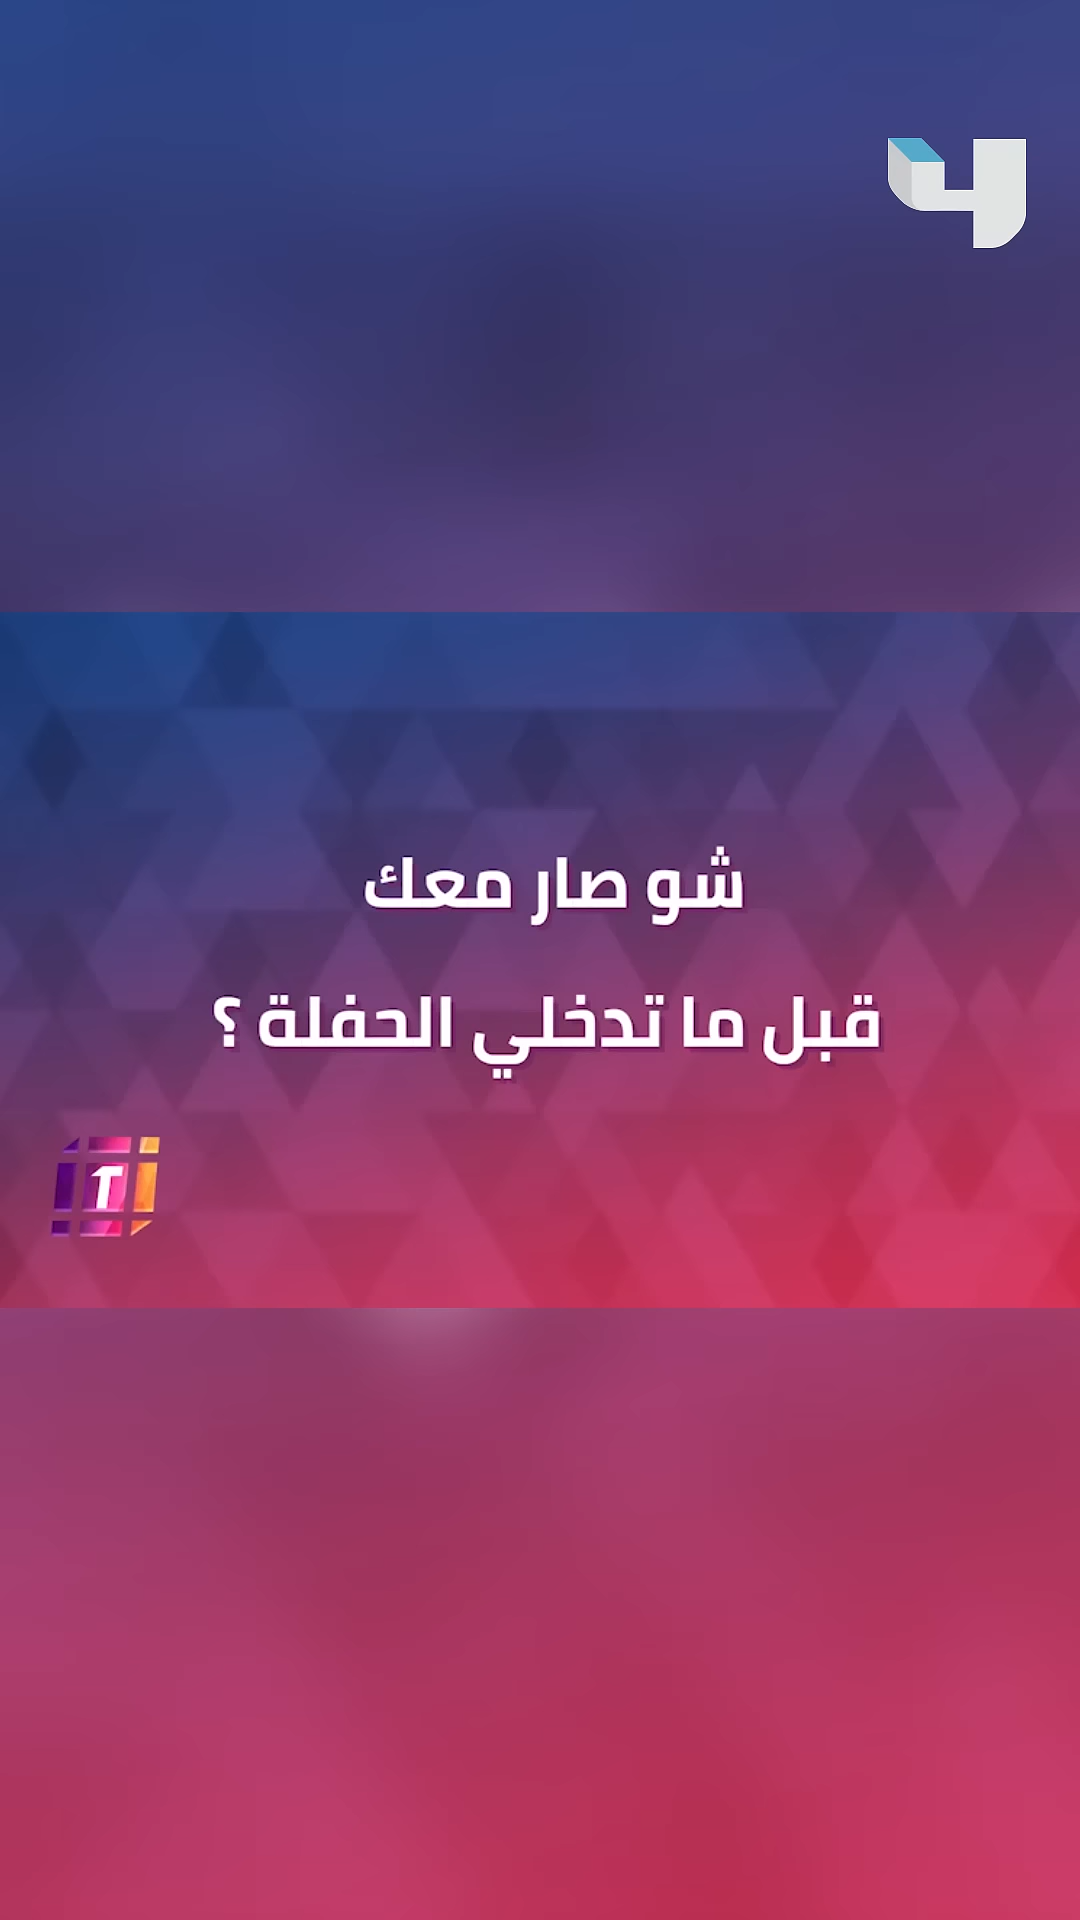 شو صار معك
قبل ما تدخلي الحفلة ؟
T